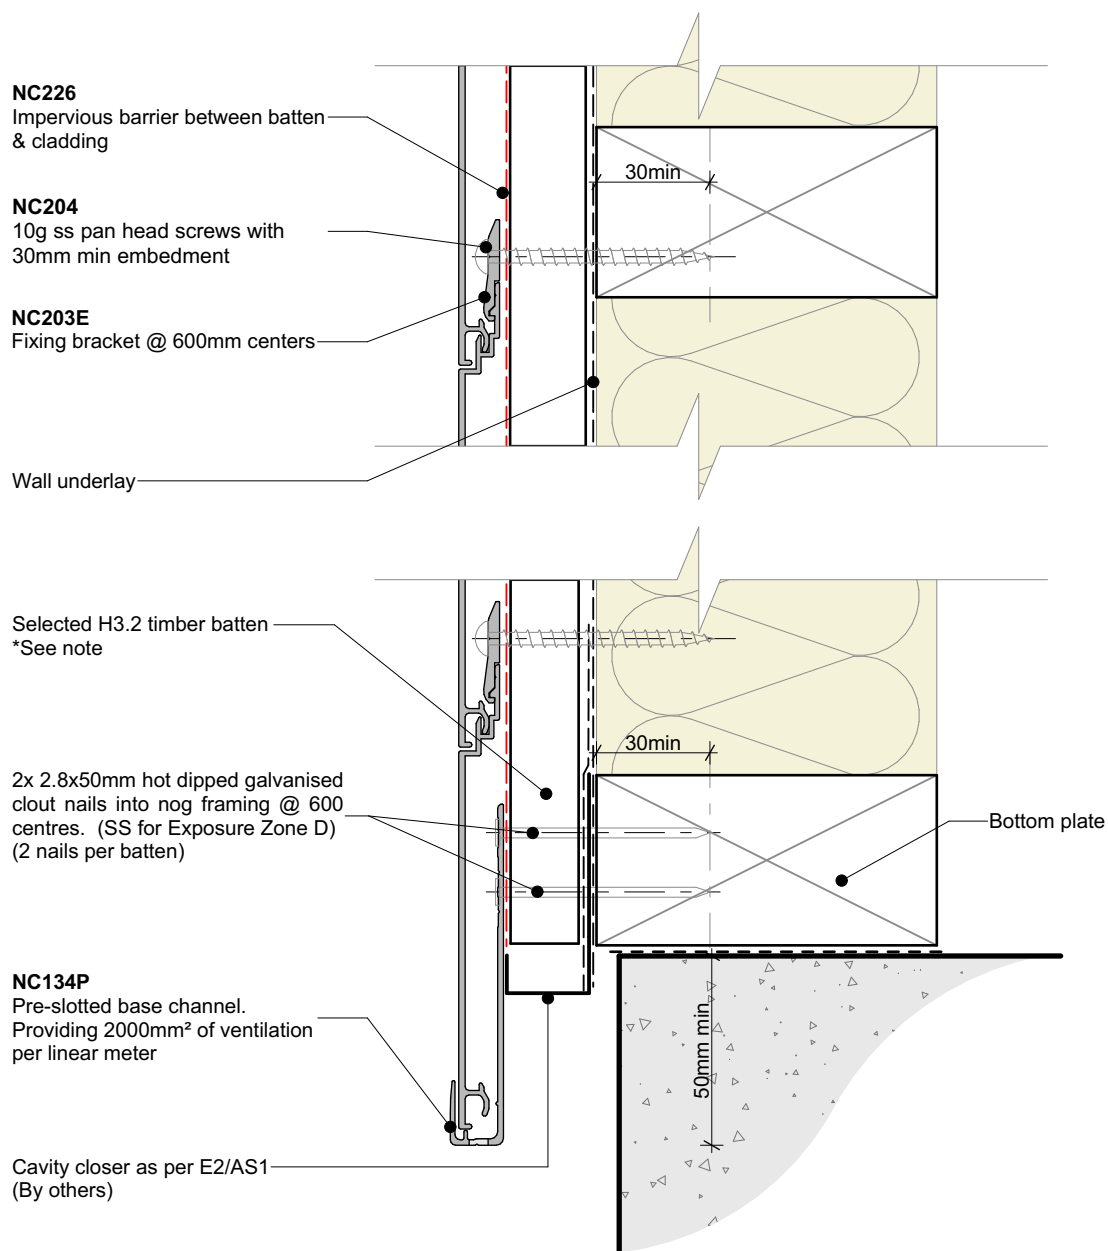 NC226
Impervious barrier between batten
& cladding
30min
NC204
10g ss pan head screws with
30mm min embedment
NC203E
Fixing bracket @ 600mm centers
Wall underlay
Selected H3.2 timber batten
*See note
30min
2x 2.8x50mm hot dipped galvanised
clout nails into nog framing @ 600
centres. (SS for Exposure Zone D)
(2 nails per batten)
Bottom plate
NC134P
Pre-slotted base channel.
Providing 2000mm² of ventilation
per linear meter
50mm min
Cavity closer as per E2/AS1
(By others)